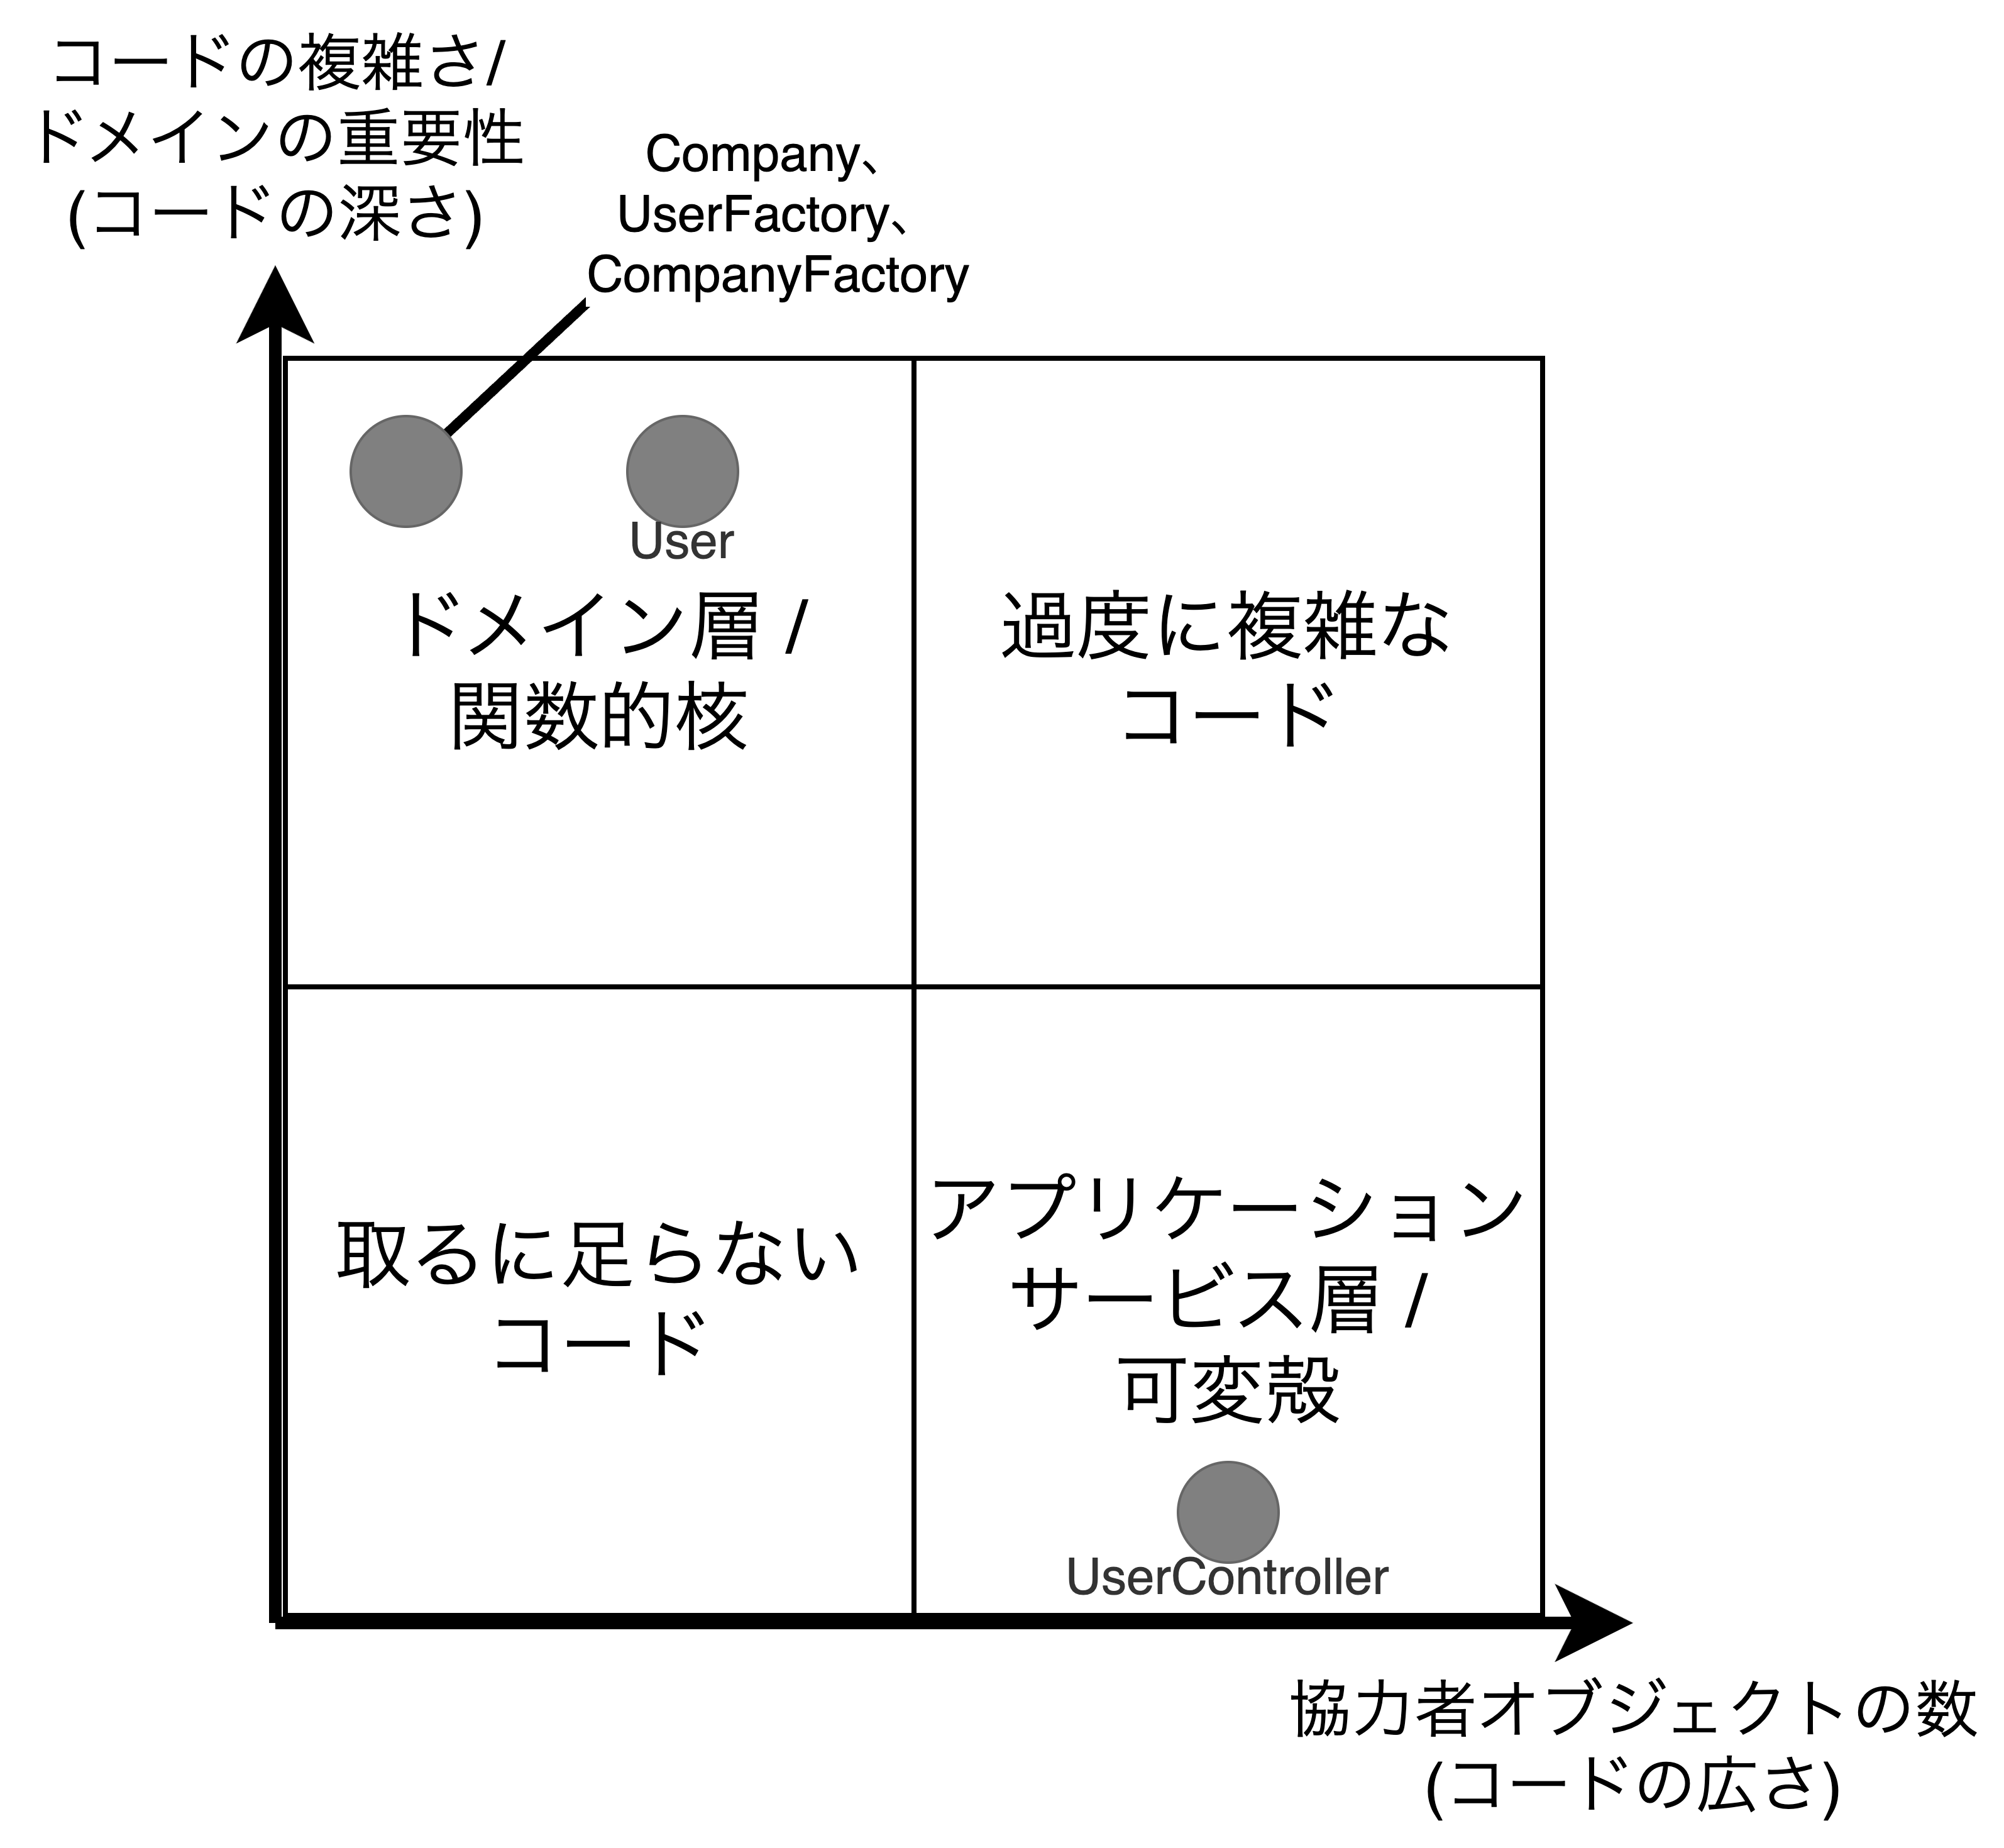 コードの複雑さ/
ドメインの重要性
(コードの深さ)
Company、
UserFactory、
CompanyFactory
User
ドメイン層 /
関数的核
過度に複雑な
コード
取るに足らない
コード
アプリケーション
サービス層 /
可変殻
UserController
協力者オブジェクトの数
(コードの広さ)